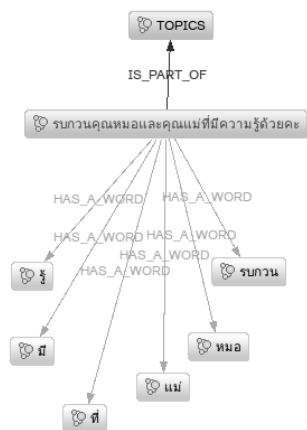 TOPICS
IS_PART_OF
รบกวนคุณหมอและคุณแม่ที่มีความรู้ด้วยคะ
HAS_A_WORD
HAS_A_WORD
HAS_A_WORD
HAS_A_WORD
HAS_A_WORD
HAS_A_WORD
รู้
รบกวน
มี
หมอ
แม่
ที่